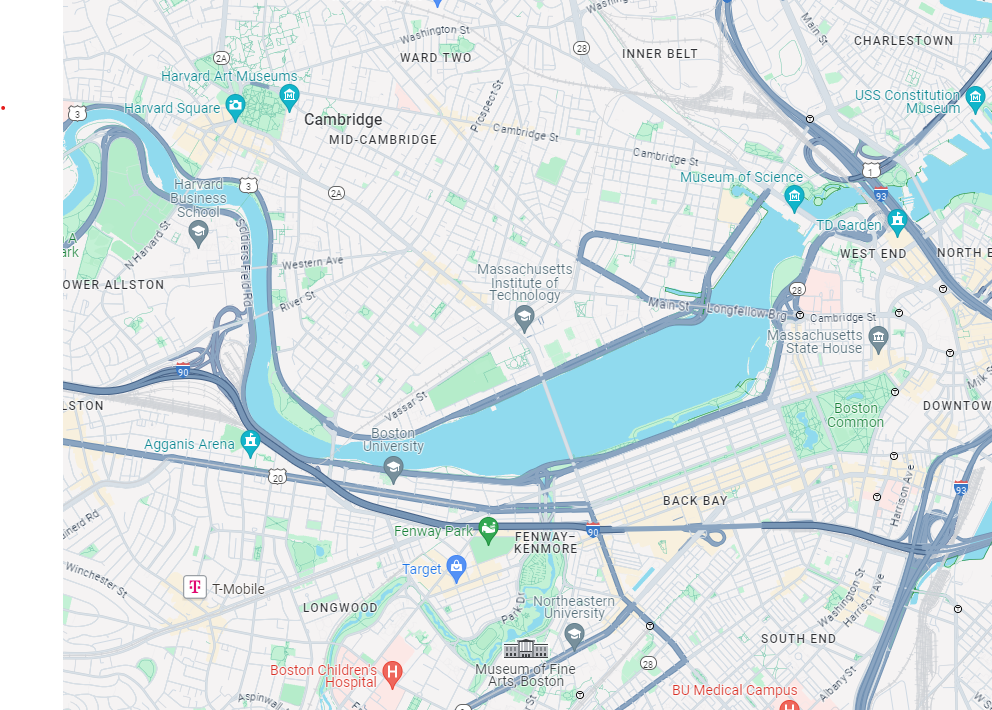 Washington St
Main St
WARD TWO
28
INNER BELT
CHARLESTOWN
2A
Harvard Art Museums
Harvard Square
Prospect St
USS Constitution
Museum
3
Cambridge
MID-CAMBRIDGE
Cambridge St
Cambridge St
Museum of Science
1
93
Harvard
Business
School
3
2A
TD Garden
N Harvard St
Soldiers Field Rd
WEST END
Western Ave
Massachusetts
Institute of
Technology
OWER ALLSTON
River St
28
Main St
Longfellow Brg
Cambridge St
Massachusetts
State House
90
Vassar St
Boston
Common
Boston
University
Agganis Arena
20
BACK BAY
Harrison Ave
93
Fenway Park
FENWAY-
KENMORE
90
Target
Winchester St
T
T-Mobile
LONGWOOD
Park D
Northeastern
University
Washington St
Harrison Ave
SOUTH END
Museum of Fine
Arts, Boston
28
Boston Children's
Hospital
H
Albany St
BU Medical Campus
H